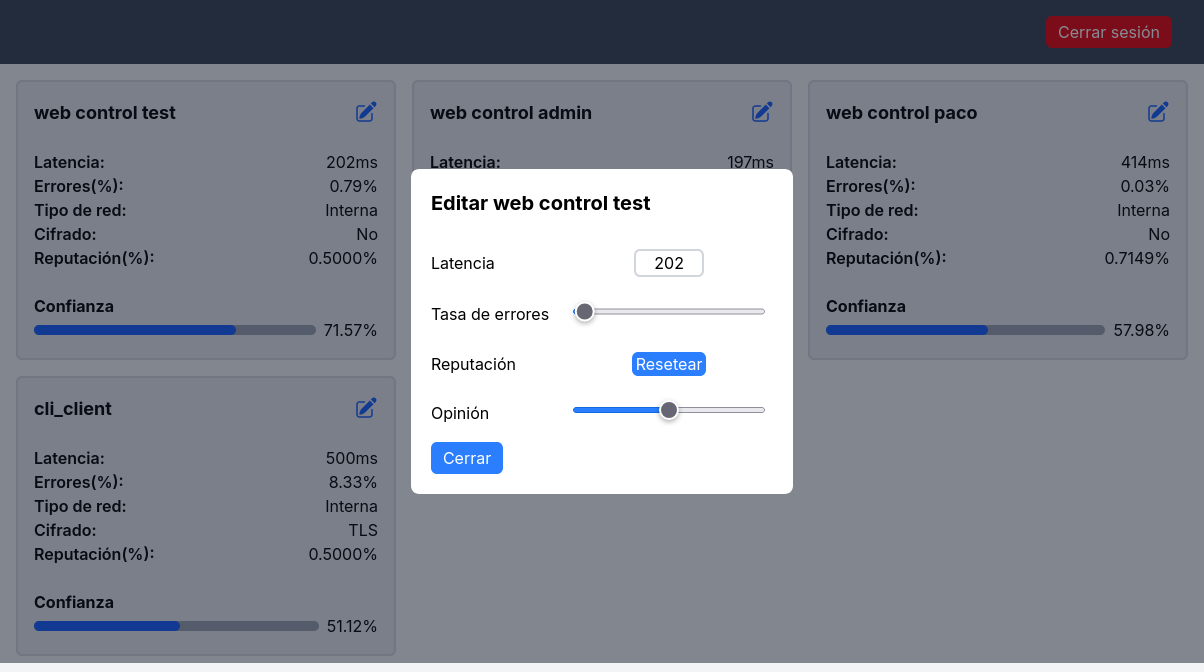 Cerrar sesión
web control test
Latencia: 202ms
Errores(%): 0.79%
Tipo de red: Interna
Cifrado: No
Reputación(%): 0.5000%
Confianza
71.57%
web control admin
Latencia: 197ms
web control paco
Latencia: 414ms
Errores(%): 0.03%
Tipo de red: Interna
Cifrado: No
Reputación(%): 0.7149%
Confianza
57.98%
Editar web control test
Latencia 202
Tasa de errores
Reputación Resetear
Opinión
Cerrar
cli_client
Latencia: 500ms
Errores(%): 8.33%
Tipo de red: Interna
Cifrado: TLS
Reputación(%): 0.5000%
Confianza
51.12%